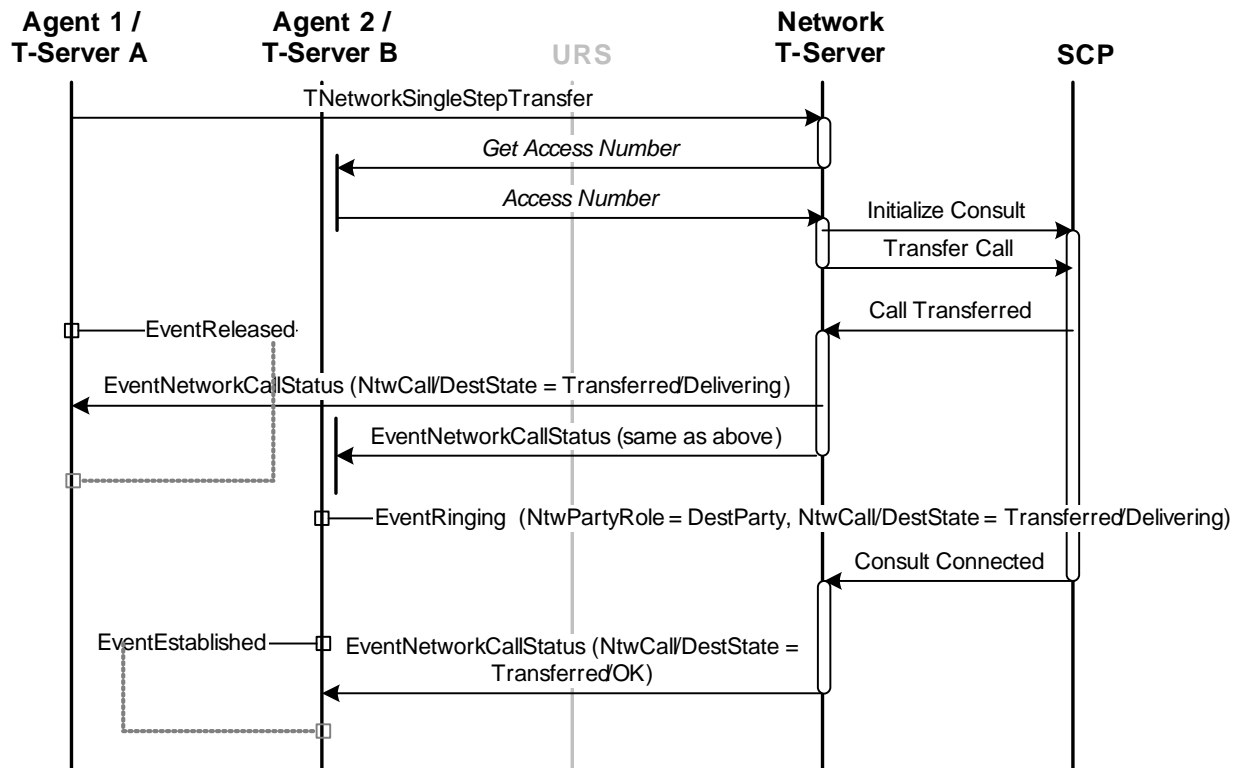 Agent 1 /
T-Server A
Agent 2 /
T-Server B
URS
Network
T-Server
SCP
TNetworkSingleStepTransfer
Get Access Number
Access Number
Initialize Consult
Transfer Call
Call Transferred
EventReleased
EventNetworkCallStatus (NtwCall/DestState = Transferred/Delivering)
EventNetworkCallStatus (same as above)
EventRinging (NtwPartyRole = DestParty, NtwCall/DestState = Transferred/Delivering)
Consult Connected
EventEstablished
EventNetworkCallStatus (NtwCall/DestState =
Transferred/OK)